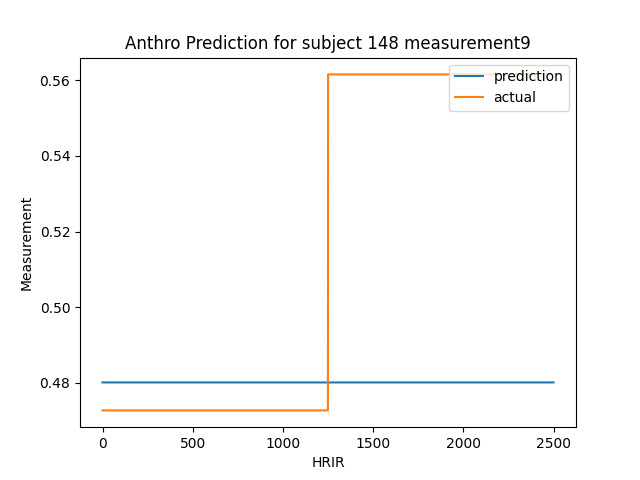 Anthro Prediction for subject 148 measurement9
prediction
actual
0.56
0.54
0.52
0.50
0.48
Measurement
0
500
1000
1500
2000
2500
HRIR